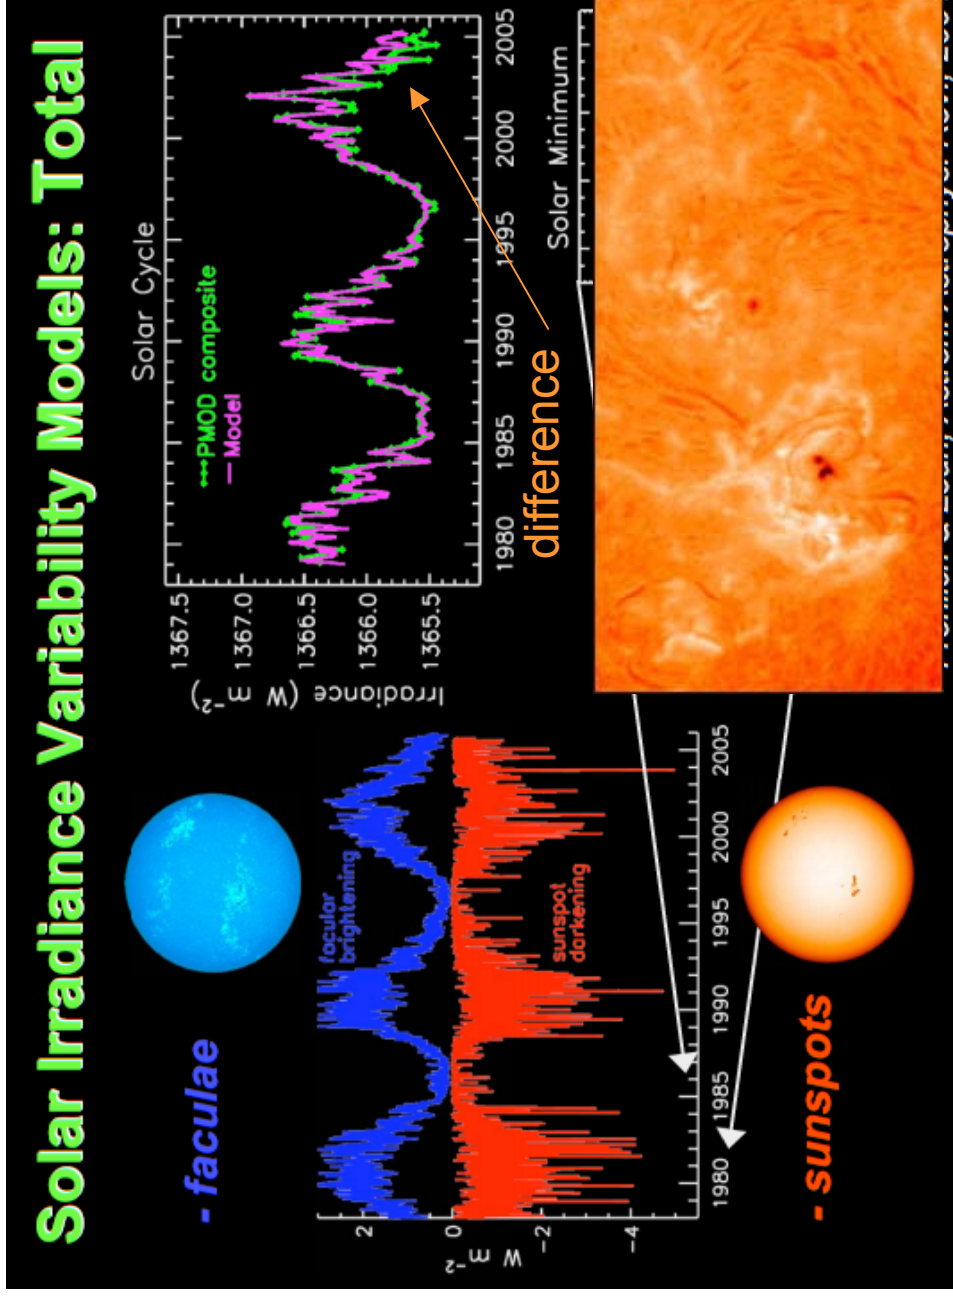 Solar Irradiance Variability Models: Total
- faculae
facular
brightening
sunspot
darkening
W m⁻²
2
0
-2
-4
1980
1985
1990
1995
2000
2005
- sunspots
Solar Cycle
PMOD composite
Model
Irradiance (W m⁻²)
1367.5
1367.0
1366.5
1366.0
1365.5
1980
1985
1990
1995
2000
2005
difference
Solar Minimum